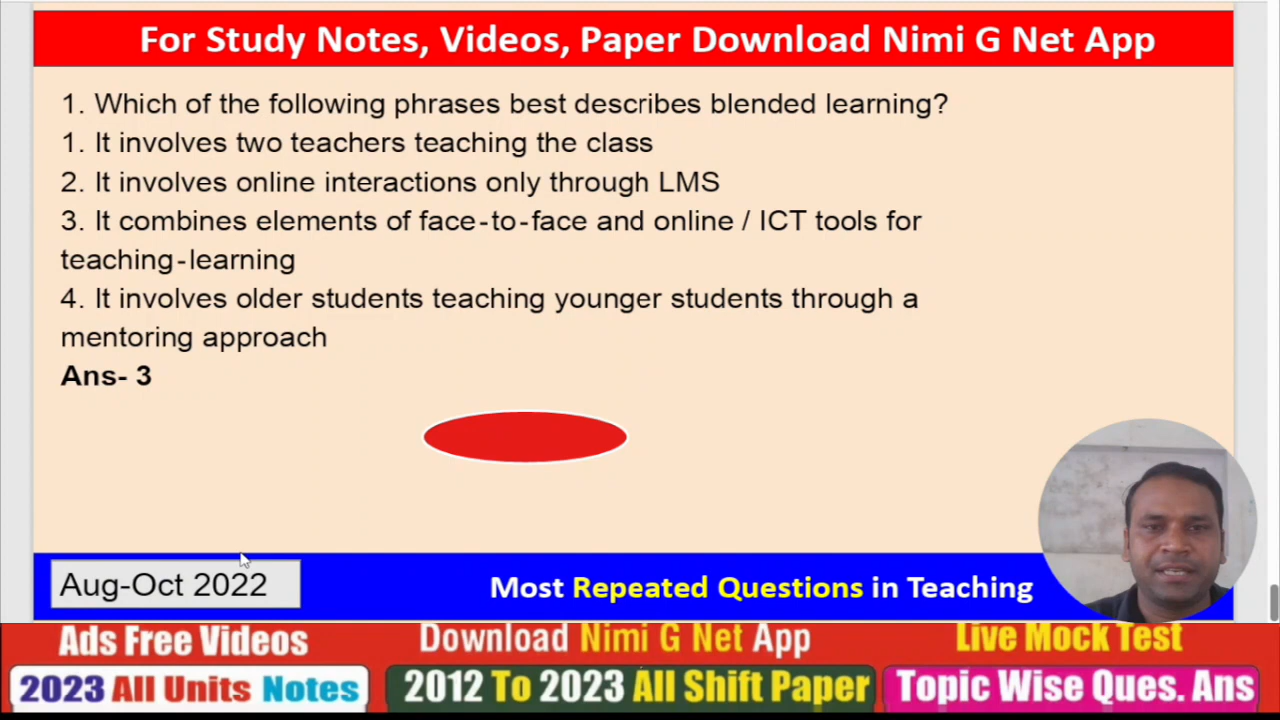 For Study Notes, Videos, Paper Download Nimi G Net App
1. Which of the following phrases best describes blended learning?
1. It involves two teachers teaching the class
2. It involves online interactions only through LMS
3. It combines elements of face-to-face and online / ICT tools for
teaching-learning
4. It involves older students teaching younger students through a
mentoring approach
Ans- 3
Aug-Oct 2022
Most Repeated Questions in Teaching
Ads Free Videos
Download Nimi G Net App
Live Mock Test
2023 All Units Notes
2012 To 2023 All Shift Paper
Topic Wise Ques. Ans